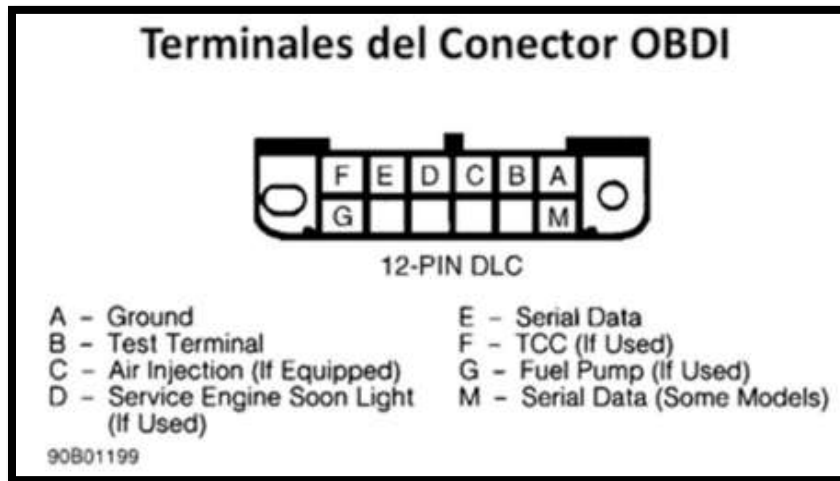 Terminales del Conector OBDI
F E D C B A
G M
12-PIN DLC
A – Ground
B – Test Terminal
C – Air Injection (If Equipped)
D – Service Engine Soon Light
(If Used)
E – Serial Data
F – TCC (If Used)
G – Fuel Pump (If Used)
M – Serial Data (Some Models)
90B01199